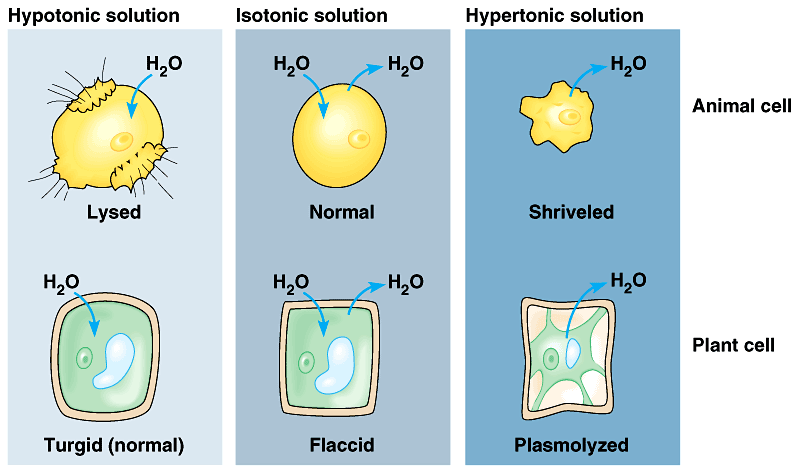 Hypotonic solution
Isotonic solution
Hypertonic solution
H₂O
H₂O
H₂O
H₂O
Animal cell
Lysed
Normal
Shriveled
H₂O
H₂O
H₂O
H₂O
Plant cell
Turgid (normal)
Flaccid
Plasmolyzed